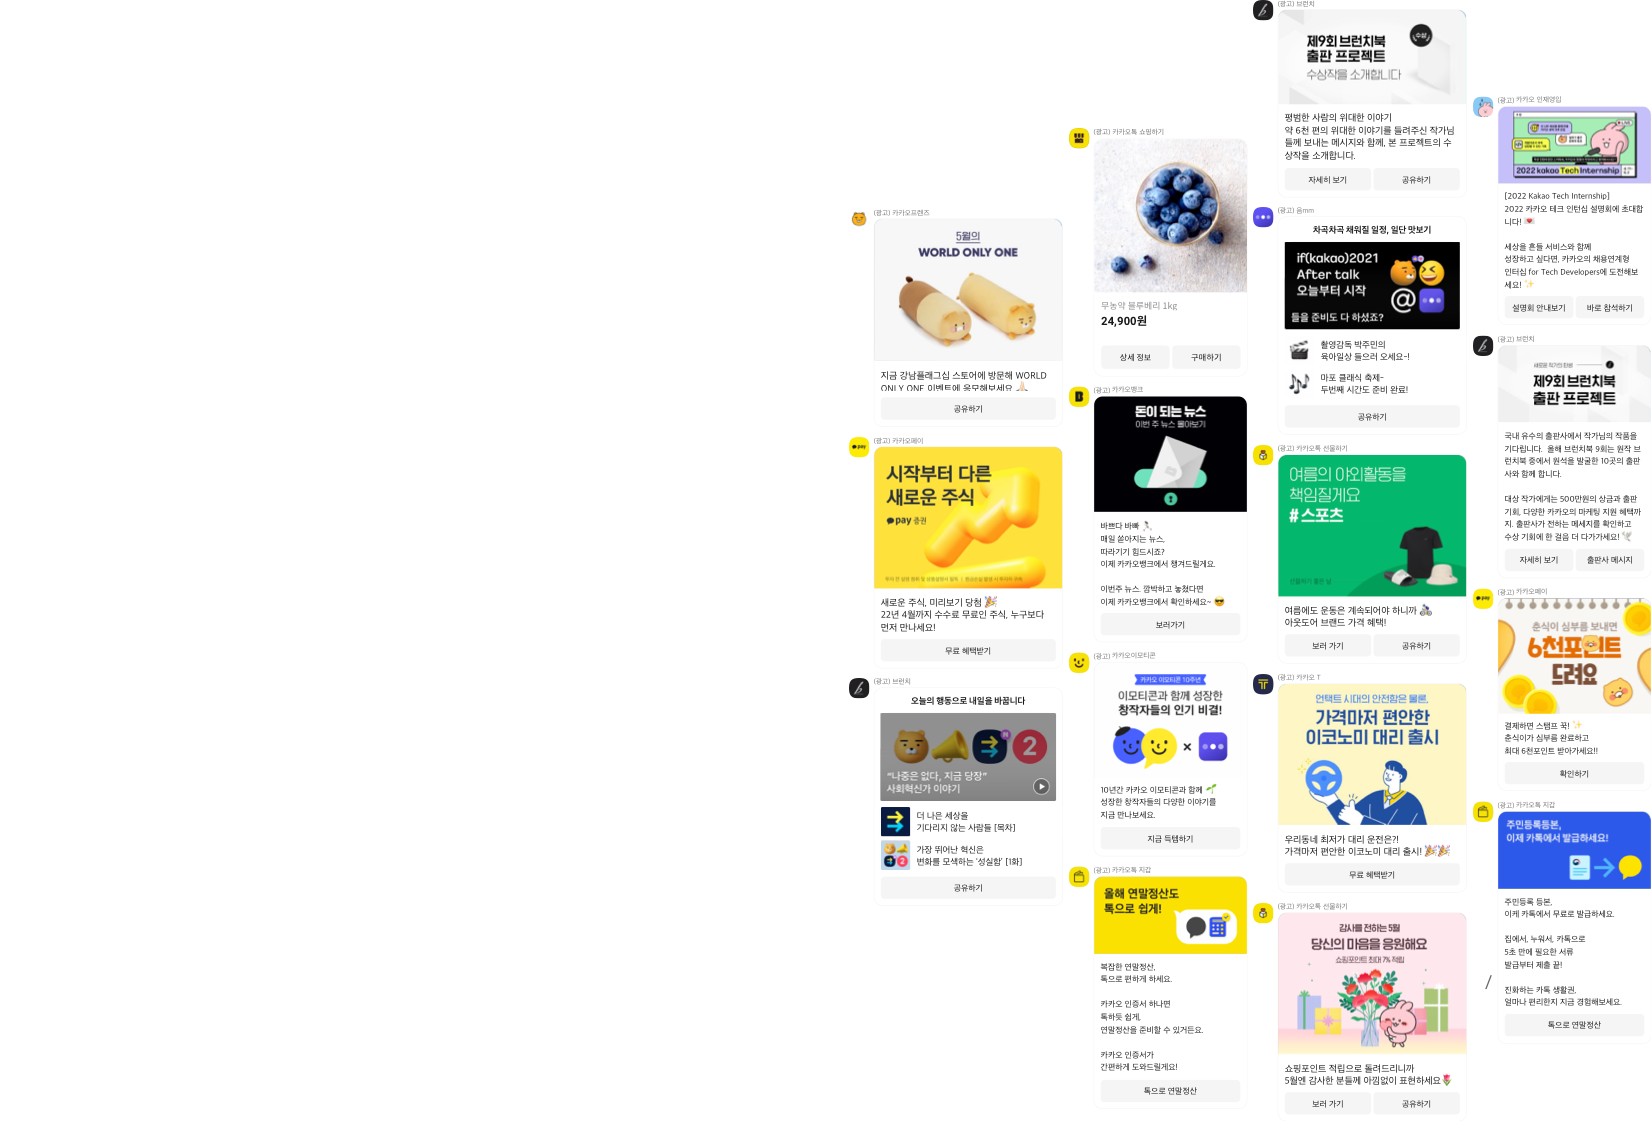 (광고) 카카오프렌즈
5월의
WORLD ONLY ONE
지금 강남플래그십 스토어에 방문해 WORLD
ONLY ONE 이벤트에 응모해보세요
공유하기
(광고) 카카오페이
시작부터 다른
새로운 주식
pay 증권
새로운 주식, 미리보기 당첨
22년 4월까지 수수료 무료인 주식, 누구보다
먼저 만나세요!
무료 혜택받기
(광고) 브런치
오늘의 행동으로 내일을 바꿉니다
"나중은 없다, 지금 당장"
사회혁신가 이야기
더 나은 세상을
기다리지 않는 사람들 [목차]
가장 뛰어난 혁신은
변화를 모색하는 '성실함' [1화]
공유하기
(광고) 카카오톡 쇼핑하기
무농약 블루베리 1kg
24,900원
상세 정보
구매하기
(광고) 카카오뱅크
돈이 되는 뉴스
이번 주 뉴스 몰아보기
바쁘다 바빠
매일 쏟아지는 뉴스,
따라기기 힘드시죠?
이제 카카오뱅크에서 챙겨드릴게요.
이번주 뉴스. 깜박하고 놓쳤다면
이제 카카오뱅크에서 확인하세요~
보러가기
(광고) 카카오이모티콘
카카오 이모티콘 10주년
이모티콘과 함께 성장한
창작자들의 인기 비결!
10년간 카카오 이모티콘과 함께
성장한 창작자들의 다양한 이야기를
지금 만나보세요.
지금 득템하기
(광고) 카카오톡 지갑
올해 연말정산도
톡으로 쉽게!
복잡한 연말정산,
톡으로 편하게 하세요.
카카오 인증서 하나면
톡하듯 쉽게,
연말정산을 준비할 수 있거든요.
카카오 인증서가
간편하게 도와드릴게요!
톡으로 연말정산
(광고) 브런치
제9회 브런치북
출판 프로젝트
수상작을 소개합니다
수상
평범한 사람의 위대한 이야기
약 6천 편의 위대한 이야기를 들려주신 작가님
들께 보내는 메시지와 함께, 본 프로젝트의 수
상작을 소개합니다.
자세히 보기
공유하기
(광고) 음mm
차곡차곡 채워질 일정, 일단 맛보기
if(kakao)2021
After talk
오늘부터 시작
들을 준비도 다 하셨죠?
촬영감독 박주민의
육아일상 들으러 오세요~!
마포 클래식 축제~
두번째 시간도 준비 완료!
공유하기
(광고) 카카오톡 선물하기
여름의 야외활동을
책임질게요
#스포츠
선물하기 좋은 날
여름에도 운동은 계속되어야 하니까
아웃도어 브랜드 가격 혜택!
보러 가기
공유하기
(광고) 카카오 T
언택트 시대의 안전함은 물론,
가격마저 편안한
이코노미 대리 출시
우리동네 최저가 대리 운전은?!
가격마저 편안한 이코노미 대리 출시!
무료 혜택받기
(광고) 카카오톡 선물하기
감사를 전하는 5월
당신의 마음을 응원해요
쇼핑포인트 최대 7% 적립
쇼핑포인트 적립으로 돌려드리니까
5월엔 감사한 분들께 아낌없이 표현하세요
보러 가기
공유하기
(광고) 카카오 인재영입
2022 kakao Tech Internship
[2022 Kakao Tech Internship]
2022 카카오 테크 인턴십 설명회에 초대합
니다!
세상을 흔들 서비스와 함께
성장하고 싶다면, 카카오의 채용연계형
인터십 for Tech Developers에 도전해보
세요!
설명회 안내보기
바로 참석하기
(광고) 브런치
새로운 작가의 탄생
제9회 브런치북
출판 프로젝트
국내 유수의 출판사에서 작가님의 작품을
기다립니다. 올해 브런치북 9회는 원작 브
런치북 중에서 원석을 발굴한 10곳의 출판
사와 함께 합니다.
대상 작가에게는 500만원의 상금과 출판
기회, 다양한 카카오의 마케팅 지원 혜택까
지. 출판사가 전하는 메세지를 확인하고
수상 기회에 한 걸음 더 다가가세요!
자세히 보기
출판사 메시지
(광고) 카카오페이
춘식이 심부름 보내면
6천포인트
드려요
결제하면 스탬프 꾹!
춘식이가 심부름 완료하고
최대 6천포인트 받아가세요!!
확인하기
(광고) 카카오톡 지갑
주민등록등본,
이제 카톡에서 발급하세요!
주민등록 등본,
이케 카톡에서 무료로 발급하세요.
집에서, 누워서, 카톡으로
5초 만에 필요한 서류
발급부터 제출 끝!
진화하는 카톡 생활권,
얼마나 편리한지 지금 경험해보세요.
톡으로 연말정산